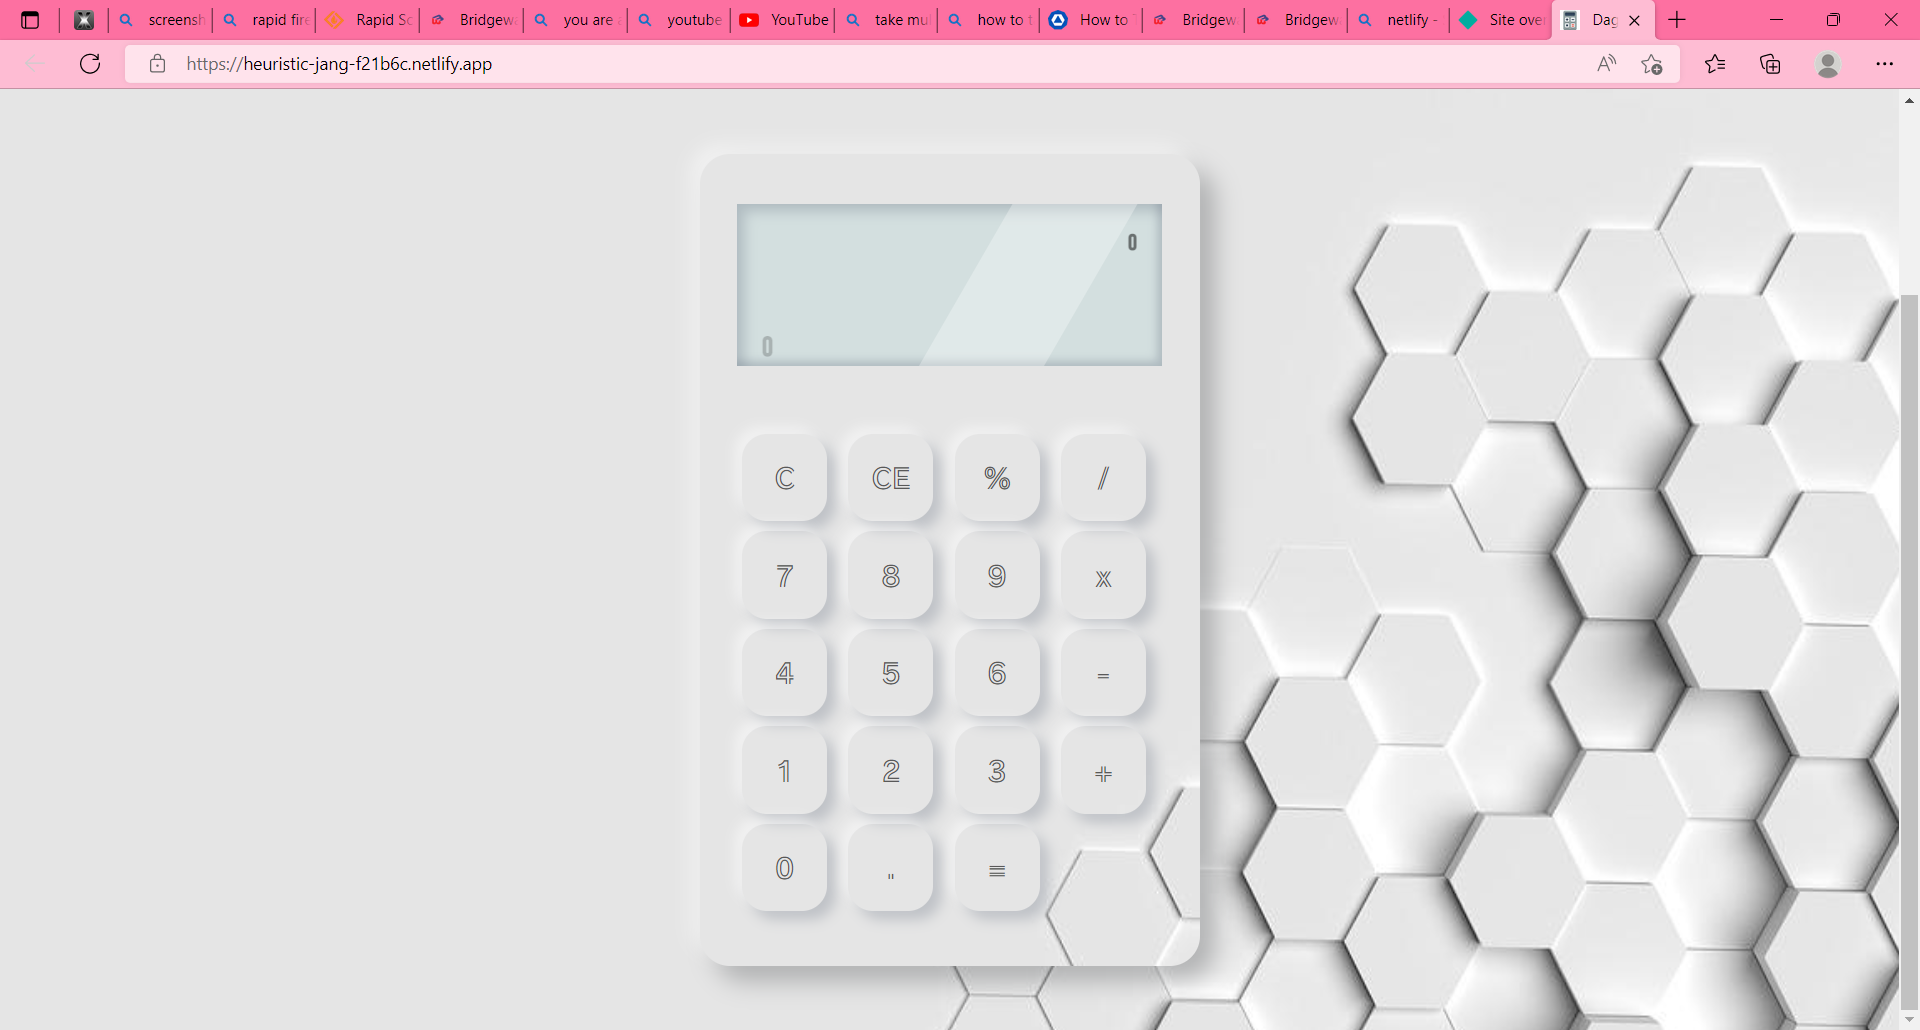 screensh rapid fire Rapid Sc Bridgew you are youtube YouTube take mul how to t How to Bridgew Bridgew netlify - Site over Dag
https://heuristic-jang-f21b6c.netlify.app
0
0
C CE % /
7 8 9 x
4 5 6 -
1 2 3 +
0 . =